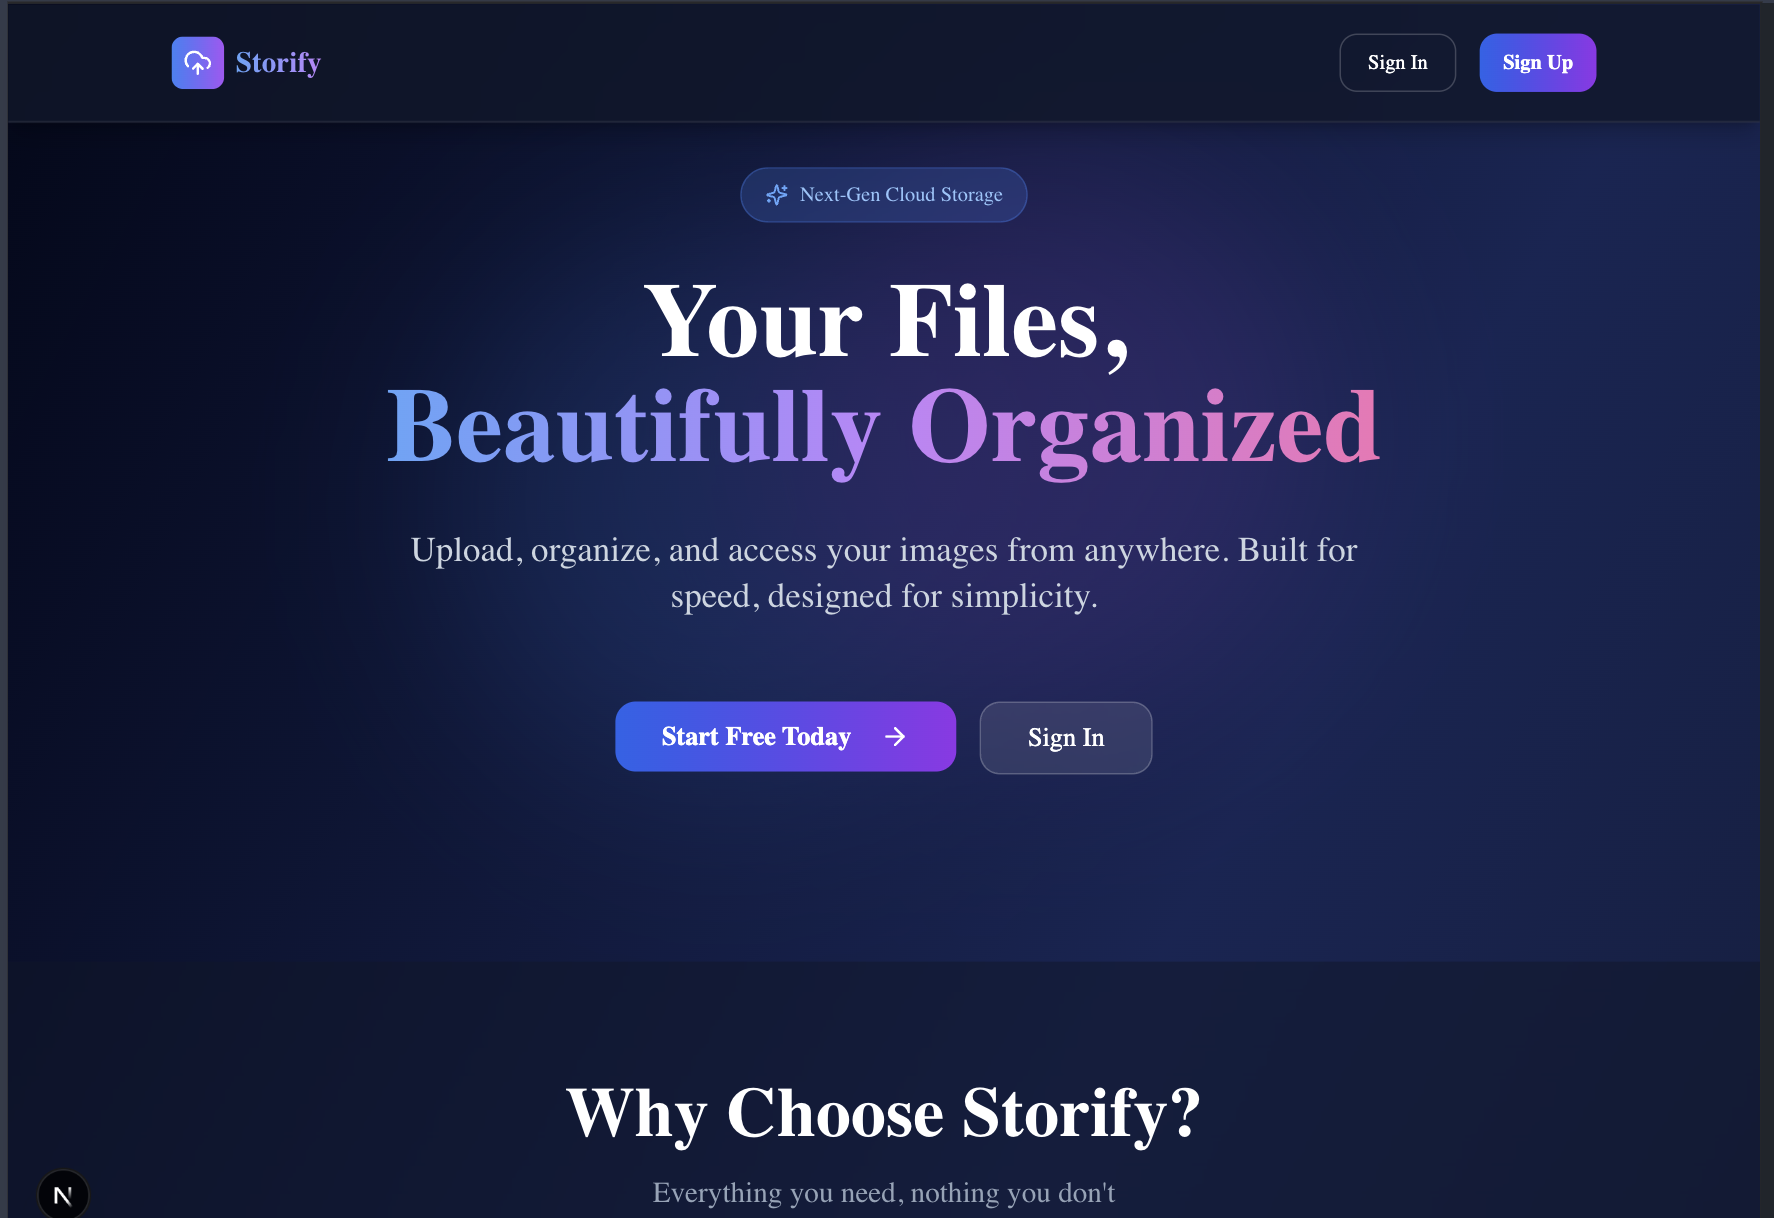 Storify
Sign In
Sign Up
Next-Gen Cloud Storage
Your Files,
Beautifully Organized
Upload, organize, and access your images from anywhere. Built for
speed, designed for simplicity.
Start Free Today
Sign In
Why Choose Storify?
Everything you need, nothing you don't
N